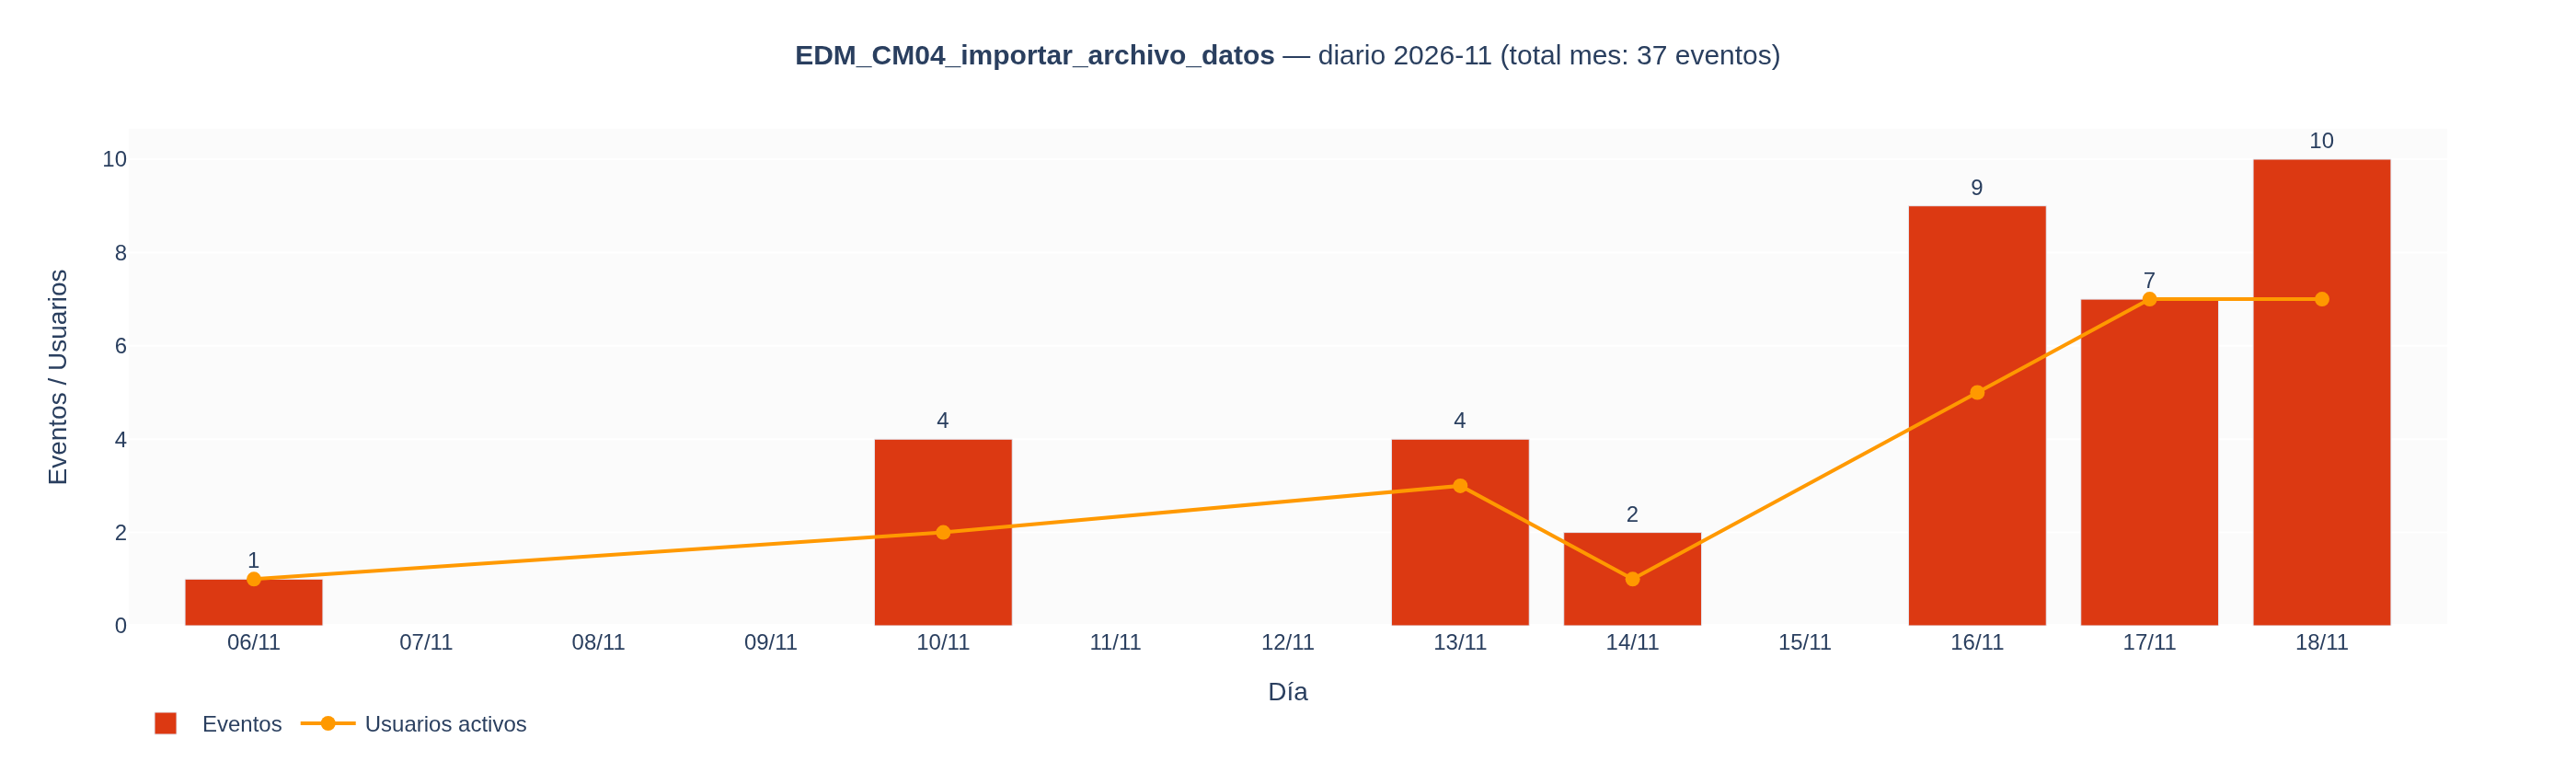 EDM_CM04_importar_archivo_datos — diario 2026-11 (total mes: 37 eventos)
Eventos / Usuarios
10
8
6
4
2
0
1
4
4
2
9
7
10
06/11 07/11 08/11 09/11 10/11 11/11 12/11 13/11 14/11 15/11 16/11 17/11 18/11
Día
Eventos Usuarios activos